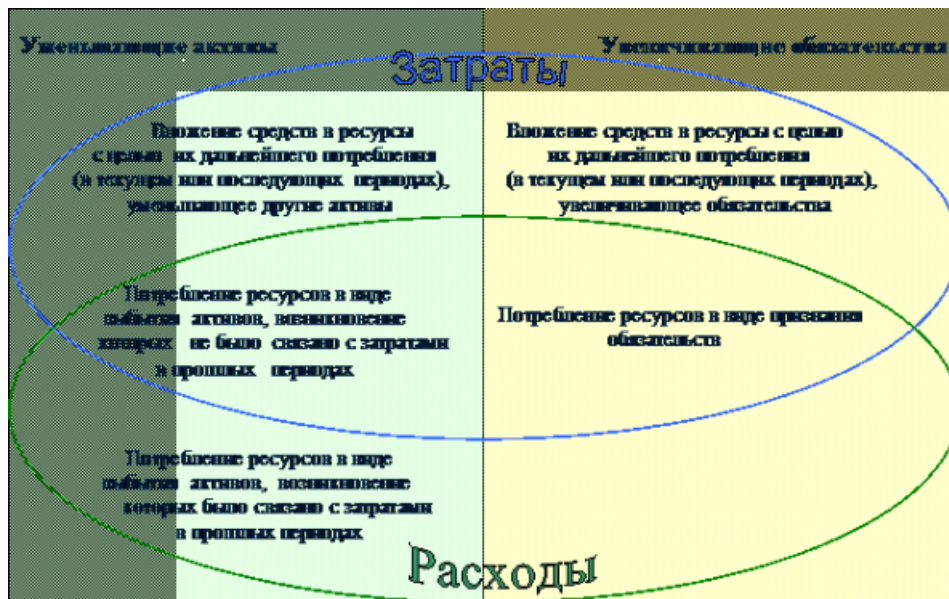 Уменьшающие активы
Увеличивающие обязательства
Затраты
Вложение средств в ресурсы
с целью их дальнейшего потребления
(в текущем или последующих периодах),
уменьшающее другие активы
Вложение средств в ресурсы с целью
их дальнейшего потребления
(в текущем или последующих периодах),
увеличивающее обязательства
Потребление ресурсов в виде
выбытия активов, возникновение
которых не было связано с затратами
в прошлых периодах
Потребление ресурсов в виде признания
обязательств
Потребление ресурсов в виде
выбытия активов, возникновение
которых было связано с затратами
в прошлых периодах
Расходы